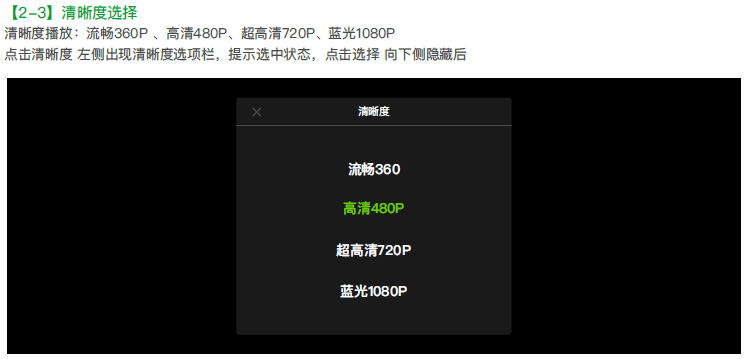 【2-3】清晰度选择
清晰度播放：流畅360P 、高清480P、超高清720P、蓝光1080P
点击清晰度 左侧出现清晰度选项栏，提示选中状态，点击选择 向下侧隐藏后
清晰度
流畅360
高清480P
超高清720P
蓝光1080P